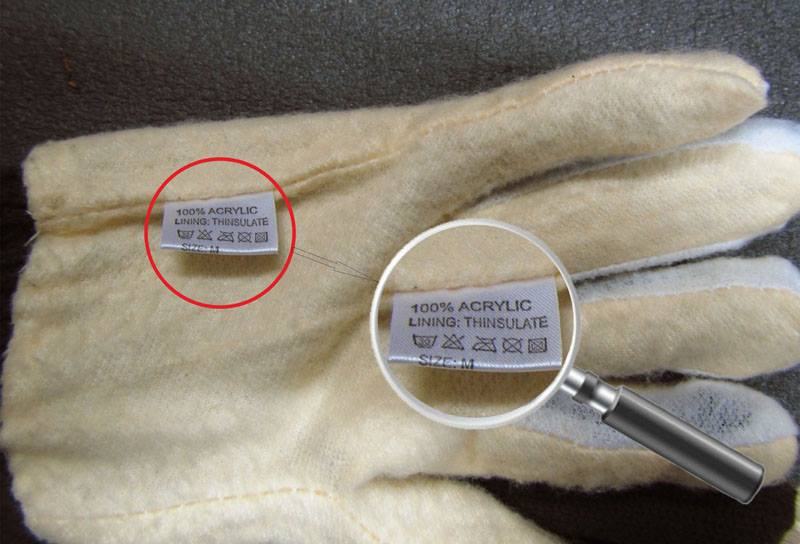 100% ACRYLIC
LINING: THINSULATE
SIZE: M
100% ACRYLIC
LINING: THINSULATE
SIZE: M